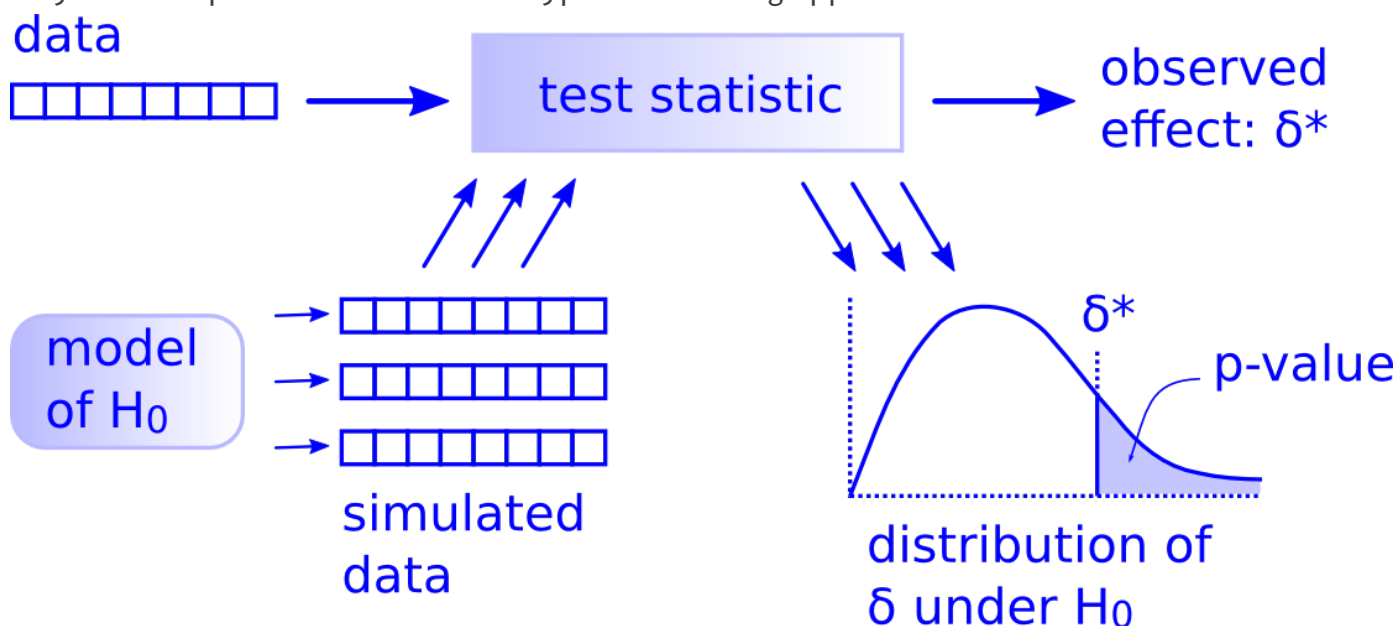 data
test statistic
observed
effect: δ*
model
of H₀
simulated
data
δ*
p-value
distribution of
δ under H₀